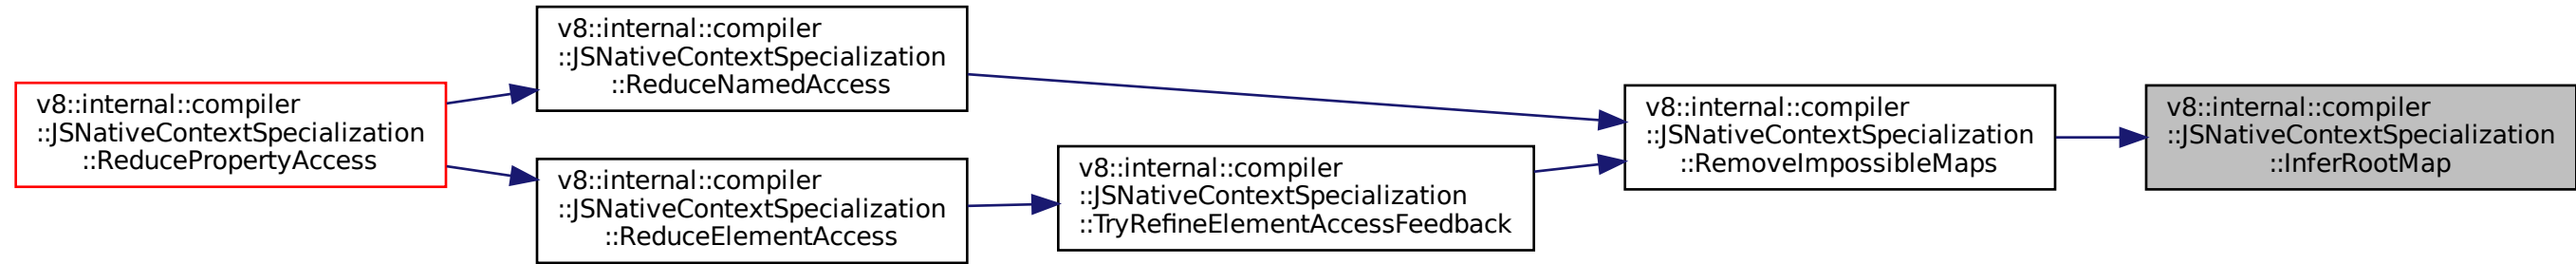 v8::internal::compiler
::JSNativeContextSpecialization
::ReducePropertyAccess
v8::internal::compiler
::JSNativeContextSpecialization
::ReduceNamedAccess
v8::internal::compiler
::JSNativeContextSpecialization
::ReduceElementAccess
v8::internal::compiler
::JSNativeContextSpecialization
::TryRefineElementAccessFeedback
v8::internal::compiler
::JSNativeContextSpecialization
::RemoveImpossibleMaps
v8::internal::compiler
::JSNativeContextSpecialization
::InferRootMap